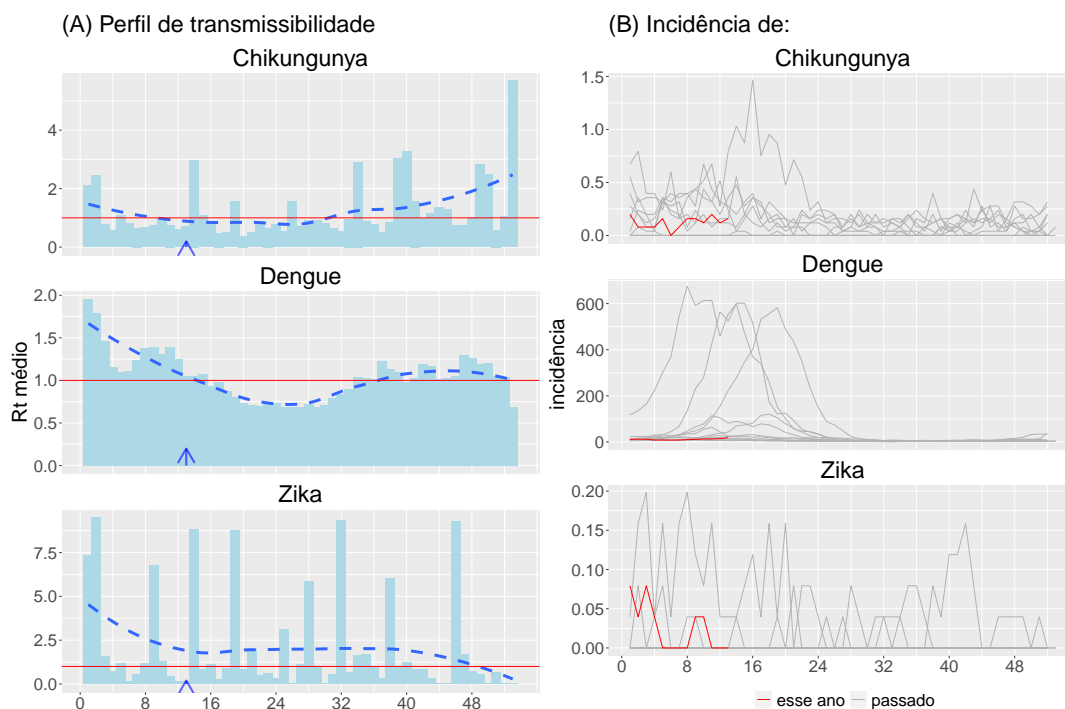 (A) Perfil de transmissibilidade
Chikungunya
4
2
0
Dengue
2.0
1.5
1.0
0.5
0.0
Rt médio
Zika
7.5
5.0
2.5
0.0
0 8 16 24 32 40 48
(B) Incidência de:
Chikungunya
1.5
1.0
0.5
0.0
Dengue
600
400
200
0
incidência
Zika
0.20
0.15
0.10
0.05
0.00
0 8 16 24 32 40 48
esse ano passado